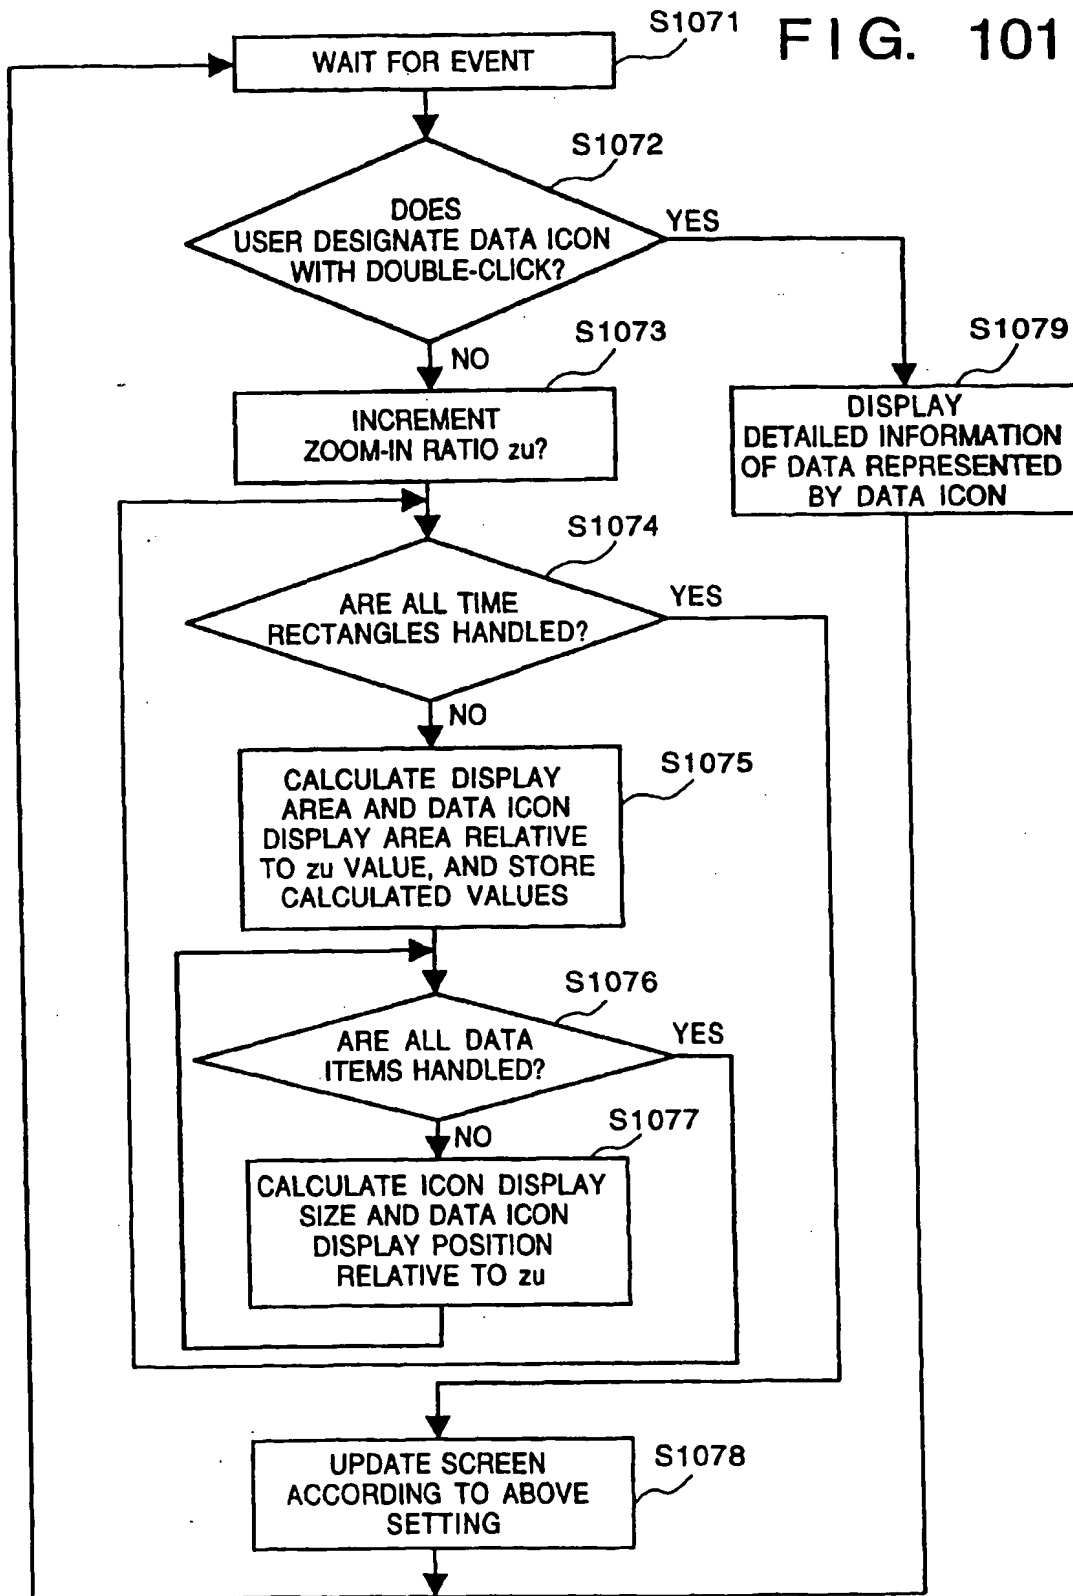 FIG. 101
S1071
WAIT FOR EVENT
S1072
DOES
USER DESIGNATE DATA ICON
WITH DOUBLE-CLICK?
YES
NO
S1073
INCREMENT
ZOOM-IN RATIO zu?
S1079
DISPLAY
DETAILED INFORMATION
OF DATA REPRESENTED
BY DATA ICON
S1074
ARE ALL TIME
RECTANGLES HANDLED?
YES
NO
S1075
CALCULATE DISPLAY
AREA AND DATA ICON
DISPLAY AREA RELATIVE
TO zu VALUE, AND STORE
CALCULATED VALUES
S1076
ARE ALL DATA
ITEMS HANDLED?
YES
NO
S1077
CALCULATE ICON DISPLAY
SIZE AND DATA ICON
DISPLAY POSITION
RELATIVE TO zu
S1078
UPDATE SCREEN
ACCORDING TO ABOVE
SETTING